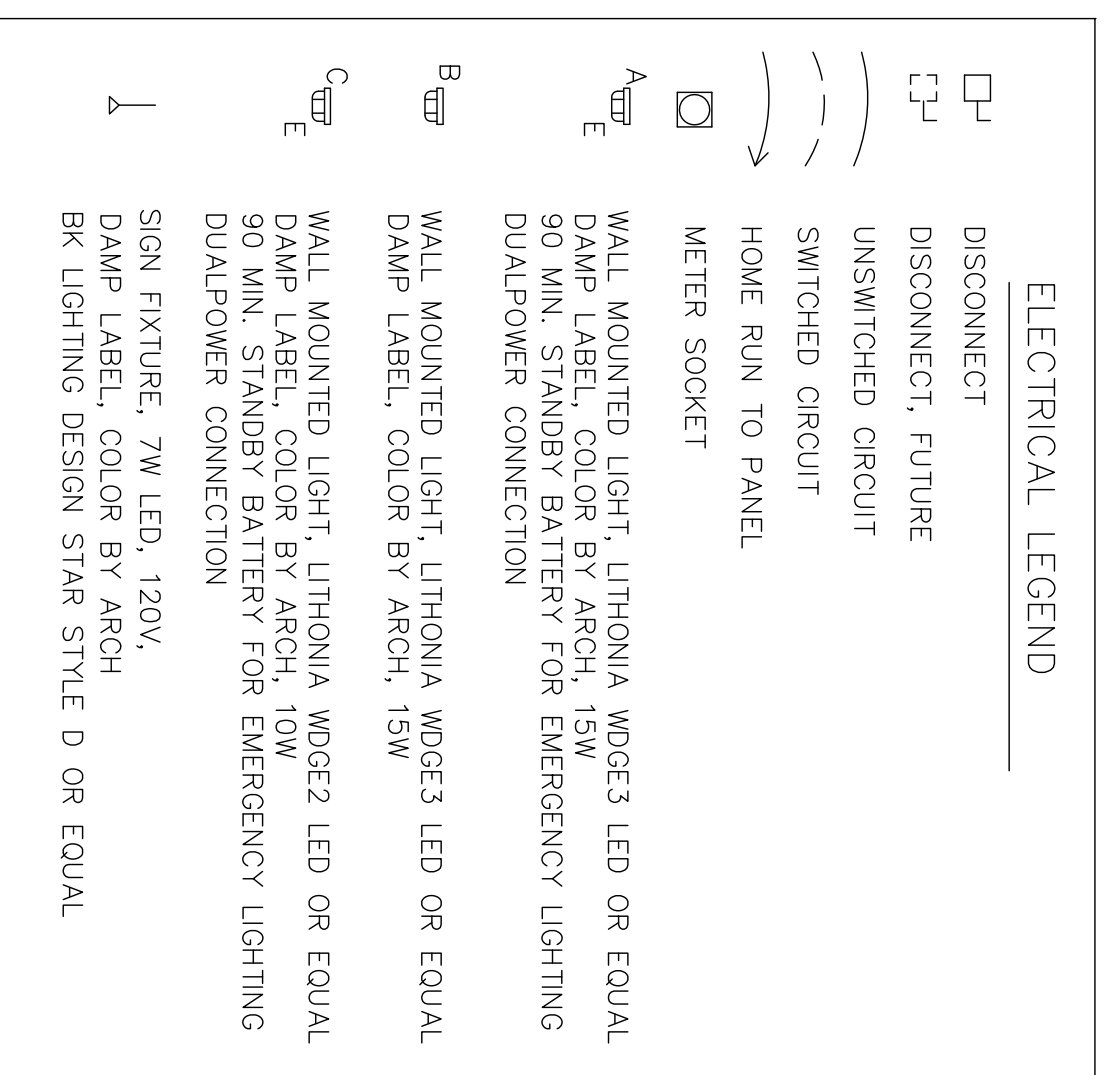 ELECTRICAL LEGEND
DISCONNECT
DISCONNECT, FUTURE
UNSWITCHED CIRCUIT
SWITCHED CIRCUIT
HOME RUN TO PANEL
METER SOCKET
A
E
WALL MOUNTED LIGHT, LITHONIA WDGE3 LED OR EQUAL
DAMP LABEL, COLOR BY ARCH, 15W
90 MIN. STANDBY BATTERY FOR EMERGENCY LIGHTING
DUALPOWER CONNECTION
B
WALL MOUNTED LIGHT, LITHONIA WDGE3 LED OR EQUAL
DAMP LABEL, COLOR BY ARCH, 15W
C
E
WALL MOUNTED LIGHT, LITHONIA WDGE2 LED OR EQUAL
DAMP LABEL, COLOR BY ARCH, 10W
90 MIN. STANDBY BATTERY FOR EMERGENCY LIGHTING
DUALPOWER CONNECTION
SIGN FIXTURE, 7W LED, 120V,
DAMP LABEL, COLOR BY ARCH
BK LIGHTING DESIGN STAR STYLE D OR EQUAL